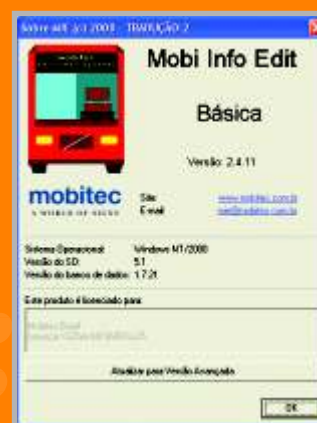 Mobi Info Edit
Básica
Versão: 2.4.11
mobitec
A WORLD OF SIGNS
Site:
E-mail
Sistema Operacional: Windows NT/2000
Versão do SO: 5.1
Versão do banco de dados: 1.7.21
Este produto é licenciado para:
Mobitec Brasil
Atualizar para Versão Avançada
OK